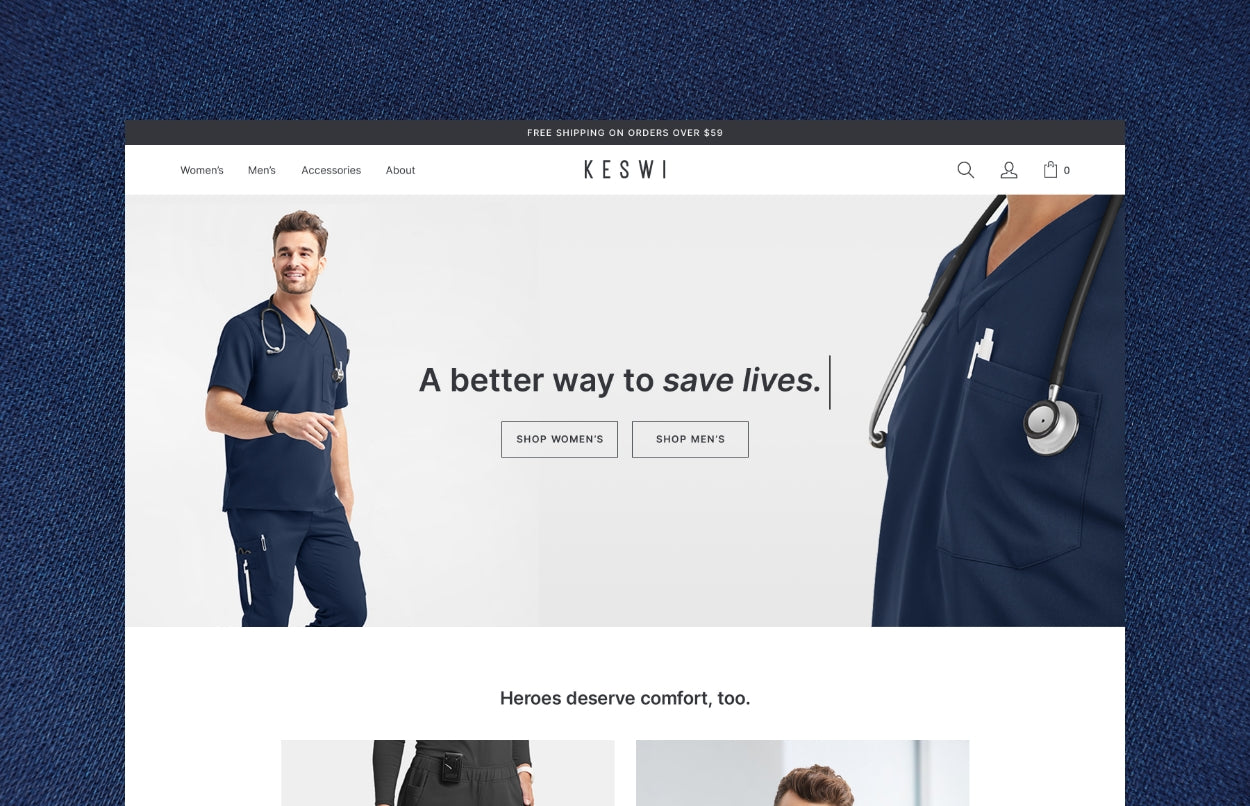 FREE SHIPPING ON ORDERS OVER $59
Women's Men's Accessories About
KESWI
0
A better way to save lives.
SHOP WOMEN'S
SHOP MEN'S
Heroes deserve comfort, too.